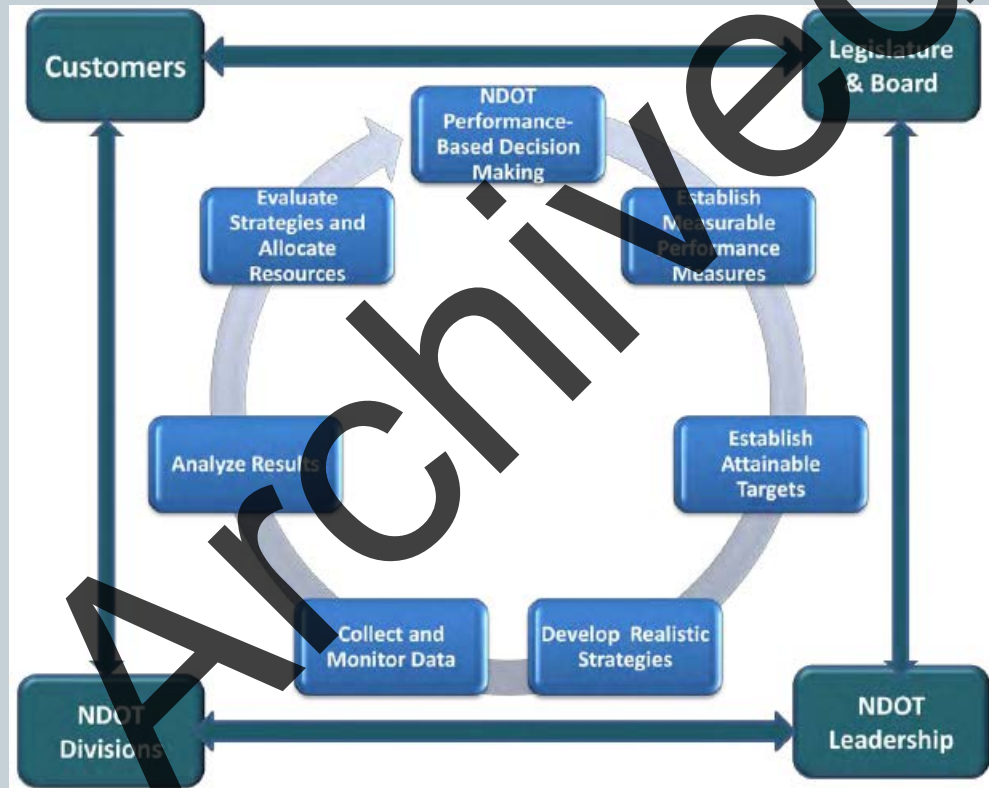 Customers
Legislature
& Board
NDOT
Performance-
Based Decision
Making
Evaluate
Strategies and
Allocate
Resources
Establish
Measurable
Performance
Measures
Analyze Results
Establish
Attainable
Targets
Collect and
Monitor Data
Develop Realistic
Strategies
NDOT
Divisions
NDOT
Leadership
Archived